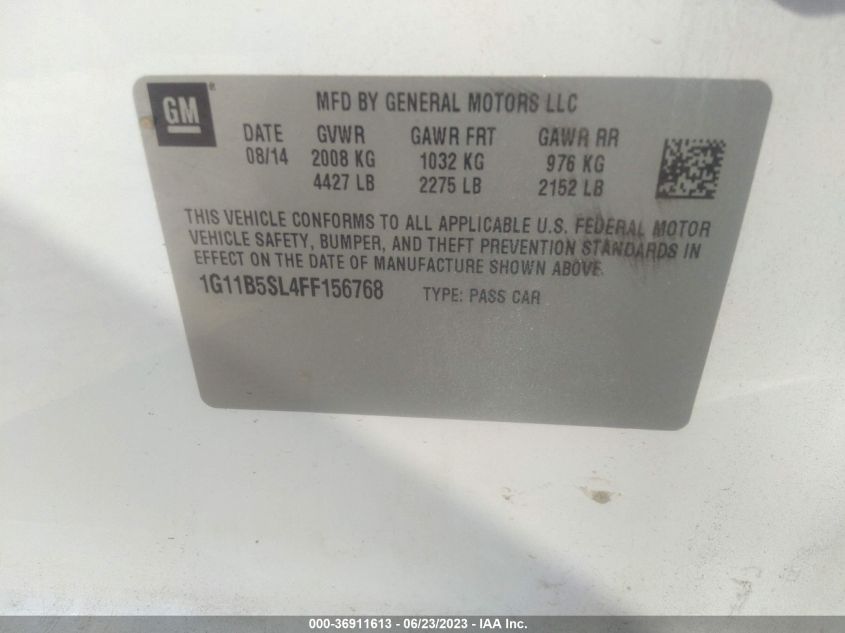 GM
®
MFD BY GENERAL MOTORS LLC
DATE GVWR GAWR FRT GAWR RR
08/14 2008 KG 1032 KG 976 KG
4427 LB 2275 LB 2152 LB
THIS VEHICLE CONFORMS TO ALL APPLICABLE U.S. FEDERAL MOTOR
VEHICLE SAFETY, BUMPER, AND THEFT PREVENTION STANDARDS IN
EFFECT ON THE DATE OF MANUFACTURE SHOWN ABOVE.
1G11B5SL4FF156768 TYPE: PASS CAR
000-36911613 - 06/23/2023 - IAA Inc.